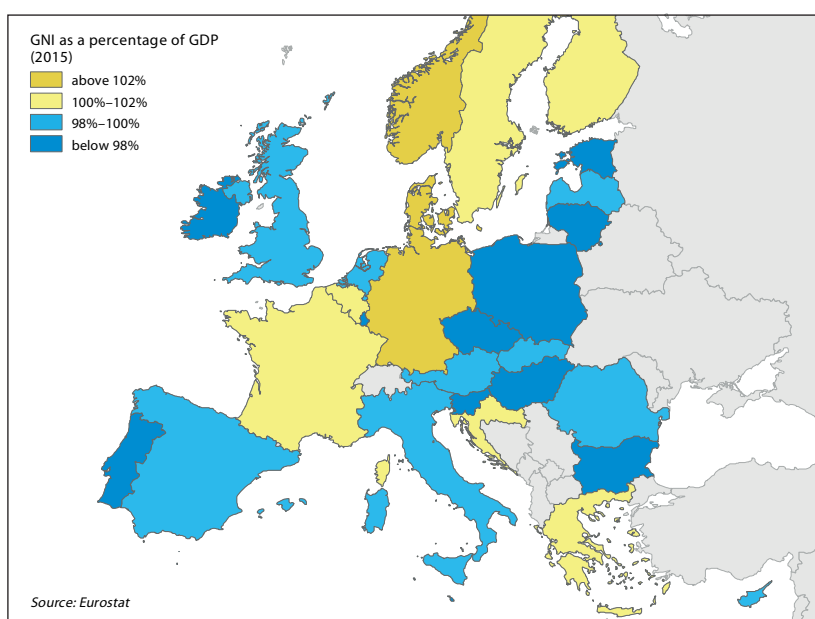 GNI as a percentage of GDP
(2015)
above 102%
100%–102%
98%–100%
below 98%
Source: Eurostat